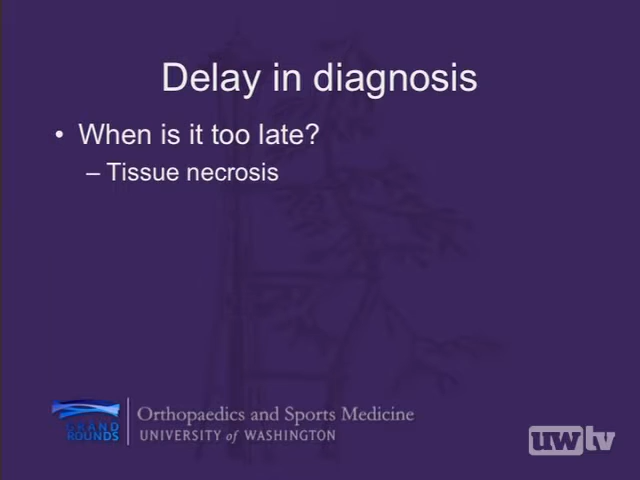 Delay in diagnosis
• When is it too late?
– Tissue necrosis
GRAND
ROUNDS
Orthopaedics and Sports Medicine
UNIVERSITY of WASHINGTON
uwtv